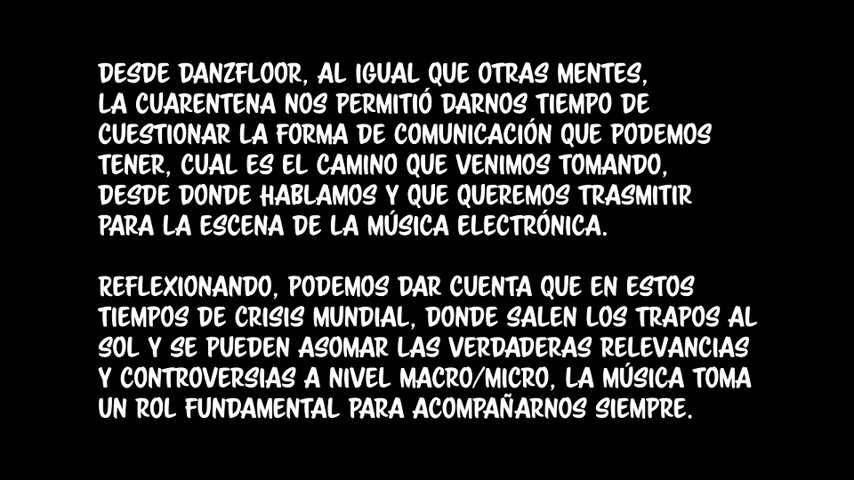 DESDE DANZFLOOR, AL IGUAL QUE OTRAS MENTES,
LA CUARENTENA NOS PERMITIÓ DARNOS TIEMPO DE
CUESTIONAR LA FORMA DE COMUNICACIÓN QUE PODEMOS
TENER, CUAL ES EL CAMINO QUE VENIMOS TOMANDO,
DESDE DONDE HABLAMOS Y QUE QUEREMOS TRASMITIR
PARA LA ESCENA DE LA MÚSICA ELECTRÓNICA.
REFLEXIONANDO, PODEMOS DAR CUENTA QUE EN ESTOS
TIEMPOS DE CRISIS MUNDIAL, DONDE SALEN LOS TRAPOS AL
SOL Y SE PUEDEN ASOMAR LAS VERDADERAS RELEVANCIAS
Y CONTROVERSIAS A NIVEL MACRO/MICRO, LA MÚSICA TOMA
UN ROL FUNDAMENTAL PARA ACOMPAÑARNOS SIEMPRE.